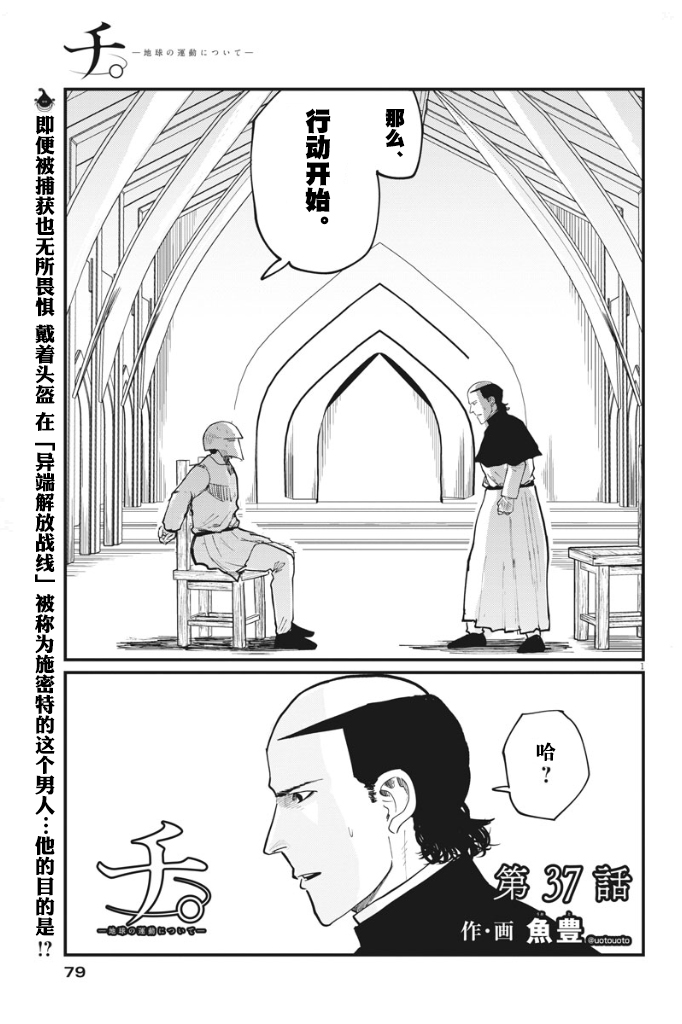 チ。
―地球の運動について―
那么、
行动开始。
即便被捕获也无所畏惧 戴着头盔 在「异端解放战线」被称为施密特的这个男人…他的目的是!?
1
哈?
チ。
―地球の運動について―
第37話
作・画 魚豊
@uotouoto
79